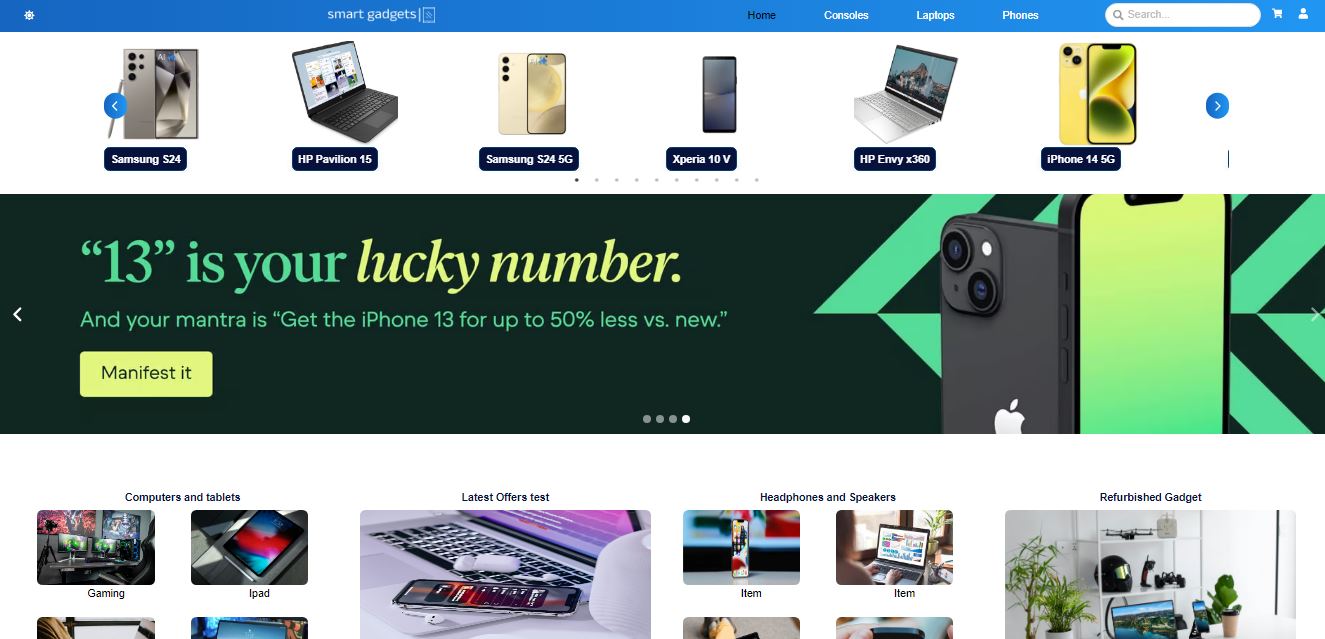 smart gadgets
Home
Consoles
Laptops
Phones
Search...
Samsung S24
HP Pavilion 15
Samsung S24 5G
Xperia 10 V
HP Envy x360
iPhone 14 5G
“13” is your lucky number.
And your mantra is “Get the iPhone 13 for up to 50% less vs. new.”
Manifest it
Computers and tablets
Latest Offers test
Headphones and Speakers
Refurbished Gadget
Gaming
Ipad
Item
Item